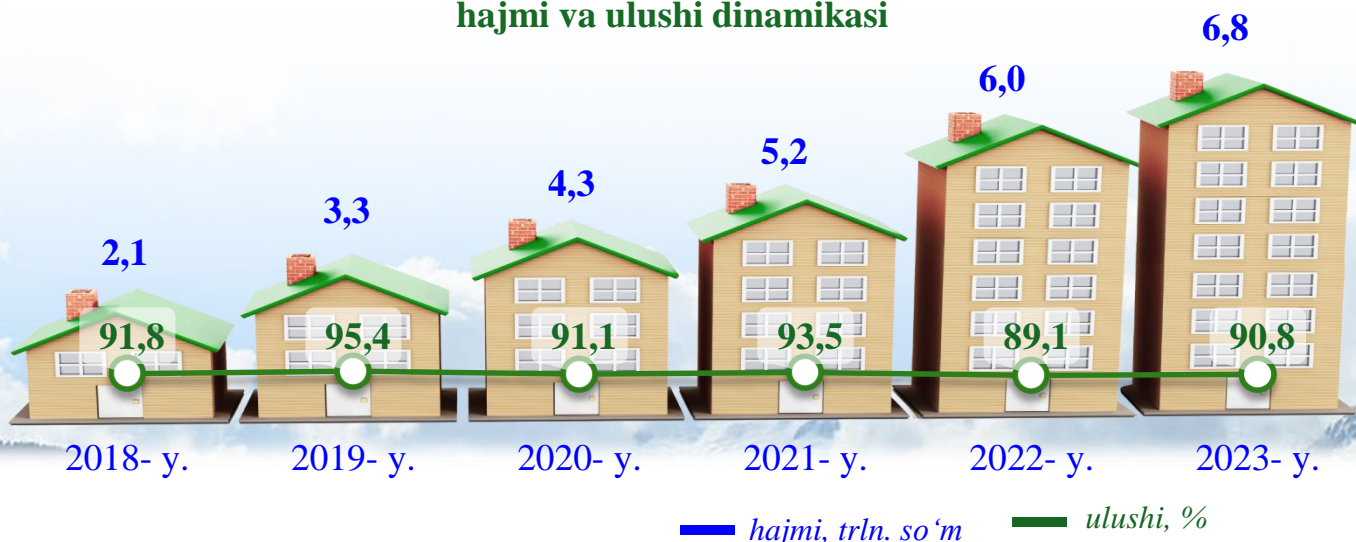 hajmi va ulushi dinamikasi
2,1
3,3
4,3
5,2
6,0
6,8
91,8
95,4
91,1
93,5
89,1
90,8
2018- y.
2019- y.
2020- y.
2021- y.
2022- y.
2023- y.
hajmi, trln. so‘m
ulushi, %